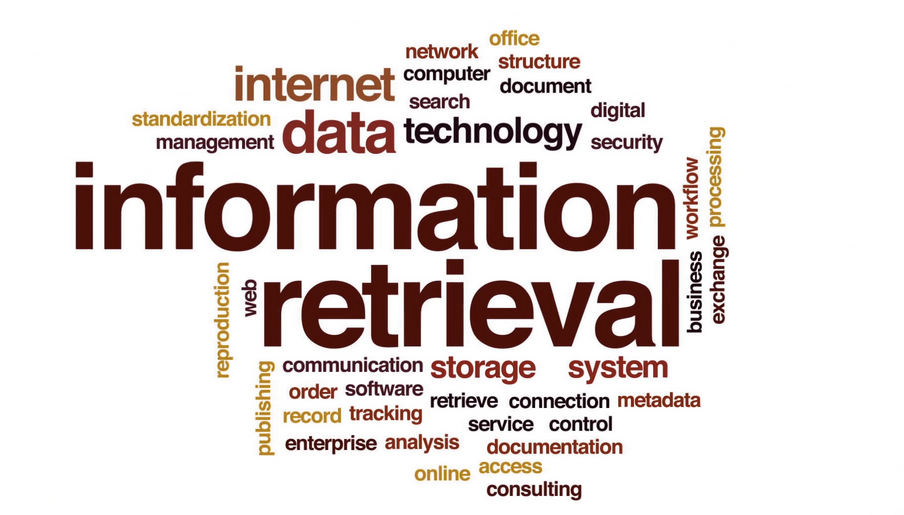 office
network
structure
computer
internet
document
search
digital
standardization
data
technology
management
security
information
workflow
processing
retrieval
business
exchange
reproduction
web
communication
storage
system
publishing
order
software
retrieve
connection
metadata
record
tracking
service
control
enterprise
analysis
documentation
online
access
consulting